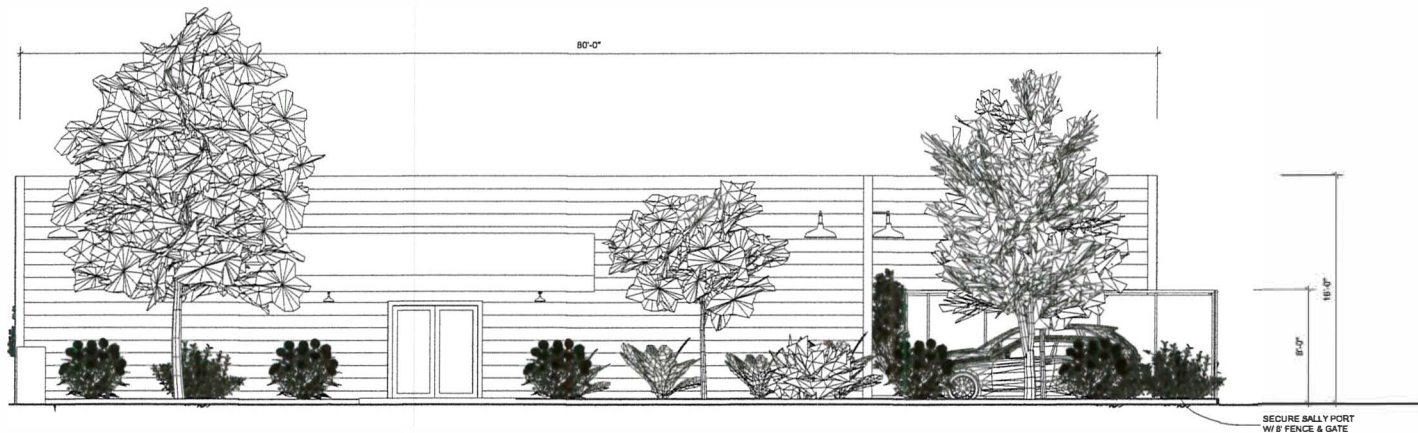 80'-0"
16'-0"
8'-0"
SECURE SALLY PORT
W/ 8' FENCE & GATE